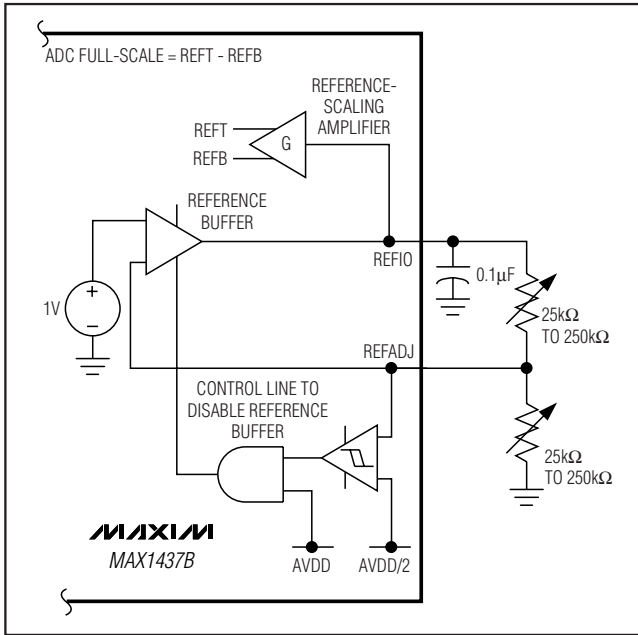 ADC FULL-SCALE = REFT - REFB
REFERENCE-
SCALING
AMPLIFIER
REFT
REFB
G
REFERENCE
BUFFER
REFIO
0.1µF
25kΩ
TO 250kΩ
1V
+
−
REFADJ
CONTROL LINE TO
DISABLE REFERENCE
BUFFER
25kΩ
TO 250kΩ
MAXIM
MAX1437B
AVDD
AVDD/2